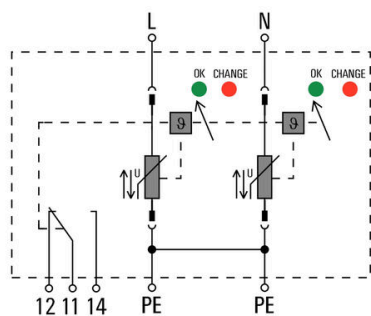 L N
OK CHANGE OK CHANGE
ϑ ϑ
U U
12 11 14 PE PE